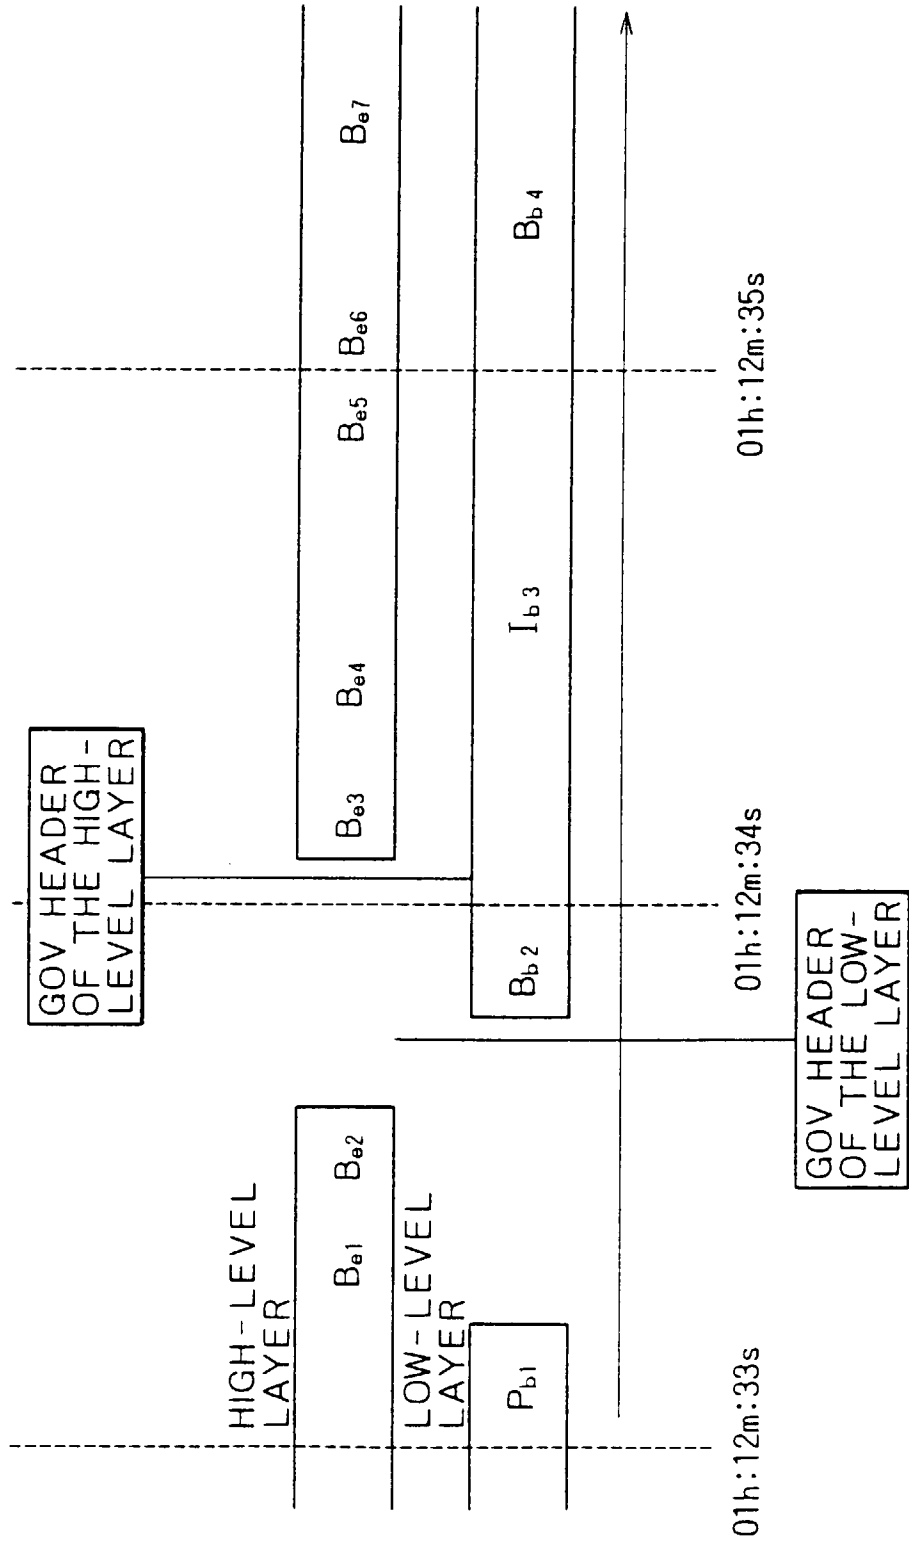 GOV HEADER
OF THE HIGH-
LEVEL LAYER
HIGH-LEVEL
LAYER
Be1 Be2 Be3 Be4 Be5 Be6 Be7
LOW-LEVEL
LAYER
Pb1 Bb2 Ib3 Bb4
01h:12m:33s 01h:12m:34s 01h:12m:35s
GOV HEADER
OF THE LOW-
LEVEL LAYER